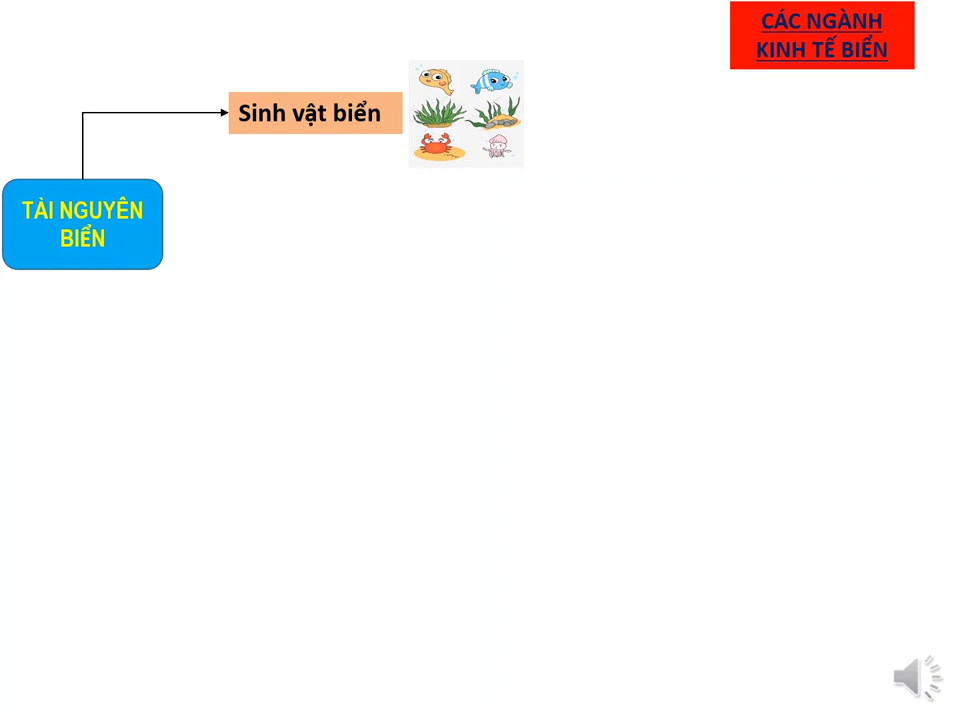 CÁC NGÀNH
KINH TẾ BIỂN
Sinh vật biển
TÀI NGUYÊN
BIỂN